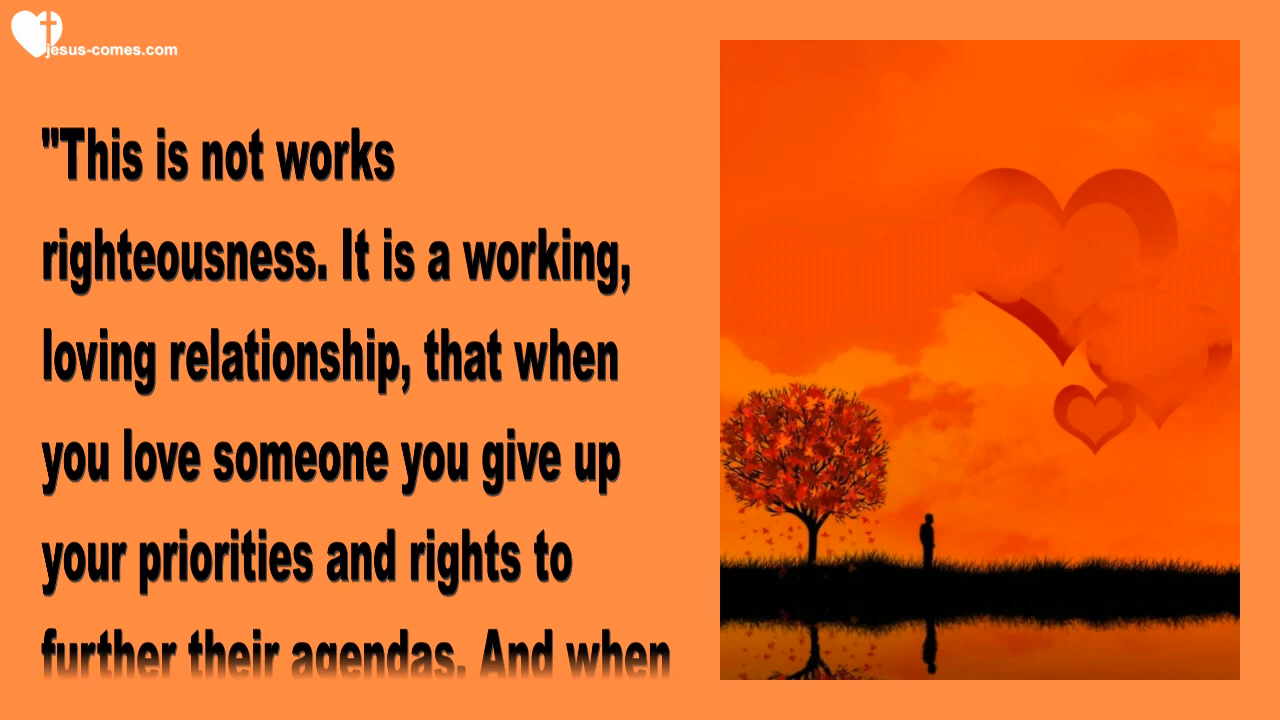 jesus-comes.com
"This is not works
righteousness. It is a working,
loving relationship, that when
you love someone you give up
your priorities and rights to
further their agendas. And when